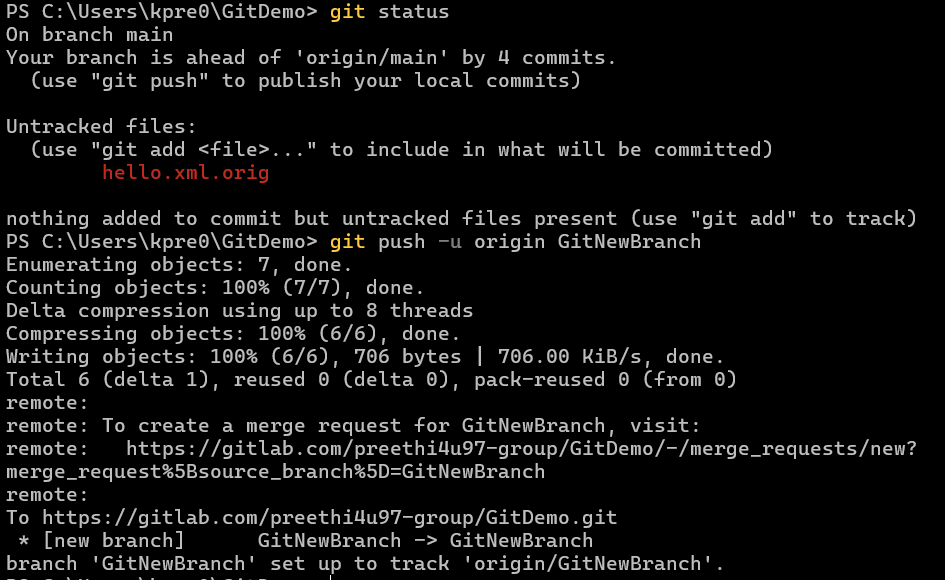 PS C:\Users\kpre0\GitDemo> git status
On branch main
Your branch is ahead of 'origin/main' by 4 commits.
  (use "git push" to publish your local commits)

Untracked files:
  (use "git add <file>..." to include in what will be committed)
        hello.xml.orig

nothing added to commit but untracked files present (use "git add" to track)
PS C:\Users\kpre0\GitDemo> git push -u origin GitNewBranch
Enumerating objects: 7, done.
Counting objects: 100% (7/7), done.
Delta compression using up to 8 threads
Compressing objects: 100% (6/6), done.
Writing objects: 100% (6/6), 706 bytes | 706.00 KiB/s, done.
Total 6 (delta 1), reused 0 (delta 0), pack-reused 0 (from 0)
remote:
remote: To create a merge request for GitNewBranch, visit:
remote:   https://gitlab.com/preethi4u97-group/GitDemo/-/merge_requests/new?
merge_request%5Bsource_branch%5D=GitNewBranch
remote:
To https://gitlab.com/preethi4u97-group/GitDemo.git
 * [new branch]      GitNewBranch -> GitNewBranch
branch 'GitNewBranch' set up to track 'origin/GitNewBranch'.